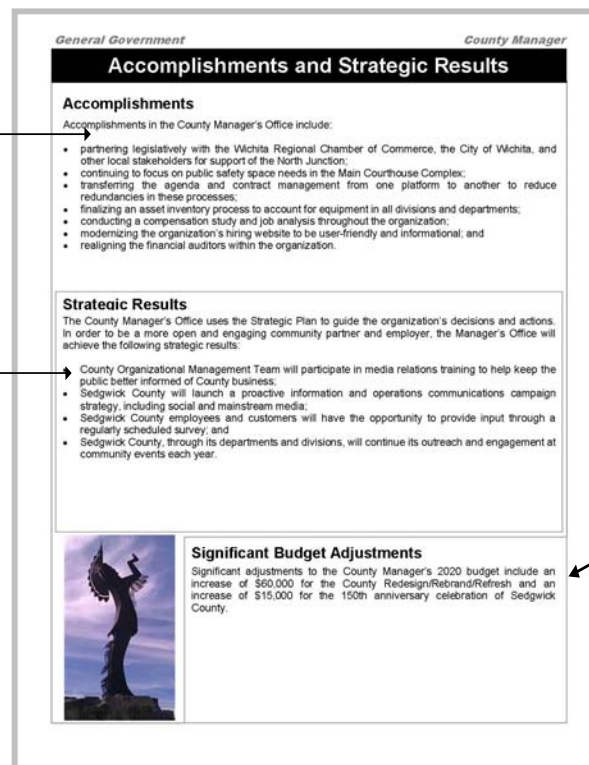 General Government County Manager
Accomplishments and Strategic Results
Accomplishments
Accomplishments in the County Manager's Office include:
• partnering legislatively with the Wichita Regional Chamber of Commerce, the City of Wichita, and
other local stakeholders for support of the North Junction;
• continuing to focus on public safety space needs in the Main Courthouse Complex;
• transferring the agenda and contract management from one platform to another to reduce
redundancies in these processes;
• finalizing an asset inventory process to account for equipment in all divisions and departments;
• conducting a compensation study and job analysis throughout the organization;
• modernizing the organization's hiring website to be user-friendly and informational; and
• realigning the financial auditors within the organization.
Strategic Results
The County Manager's Office uses the Strategic Plan to guide the organization's decisions and actions.
In order to be a more open and engaging community partner and employer, the Manager's Office will
achieve the following strategic results:
County Organizational Management Team will participate in media relations training to help keep the
public better informed of County business;
• Sedgwick County will launch a proactive information and operations communications campaign
strategy, including social and mainstream media;
• Sedgwick County employees and customers will have the opportunity to provide input through a
regularly scheduled survey; and
• Sedgwick County, through its departments and divisions, will continue its outreach and engagement at
community events each year.
Significant Budget Adjustments
Significant adjustments to the County Manager's 2020 budget include an
increase of $60,000 for the County Redesign/Rebrand/Refresh and an
increase of $15,000 for the 150th anniversary celebration of Sedgwick
County.